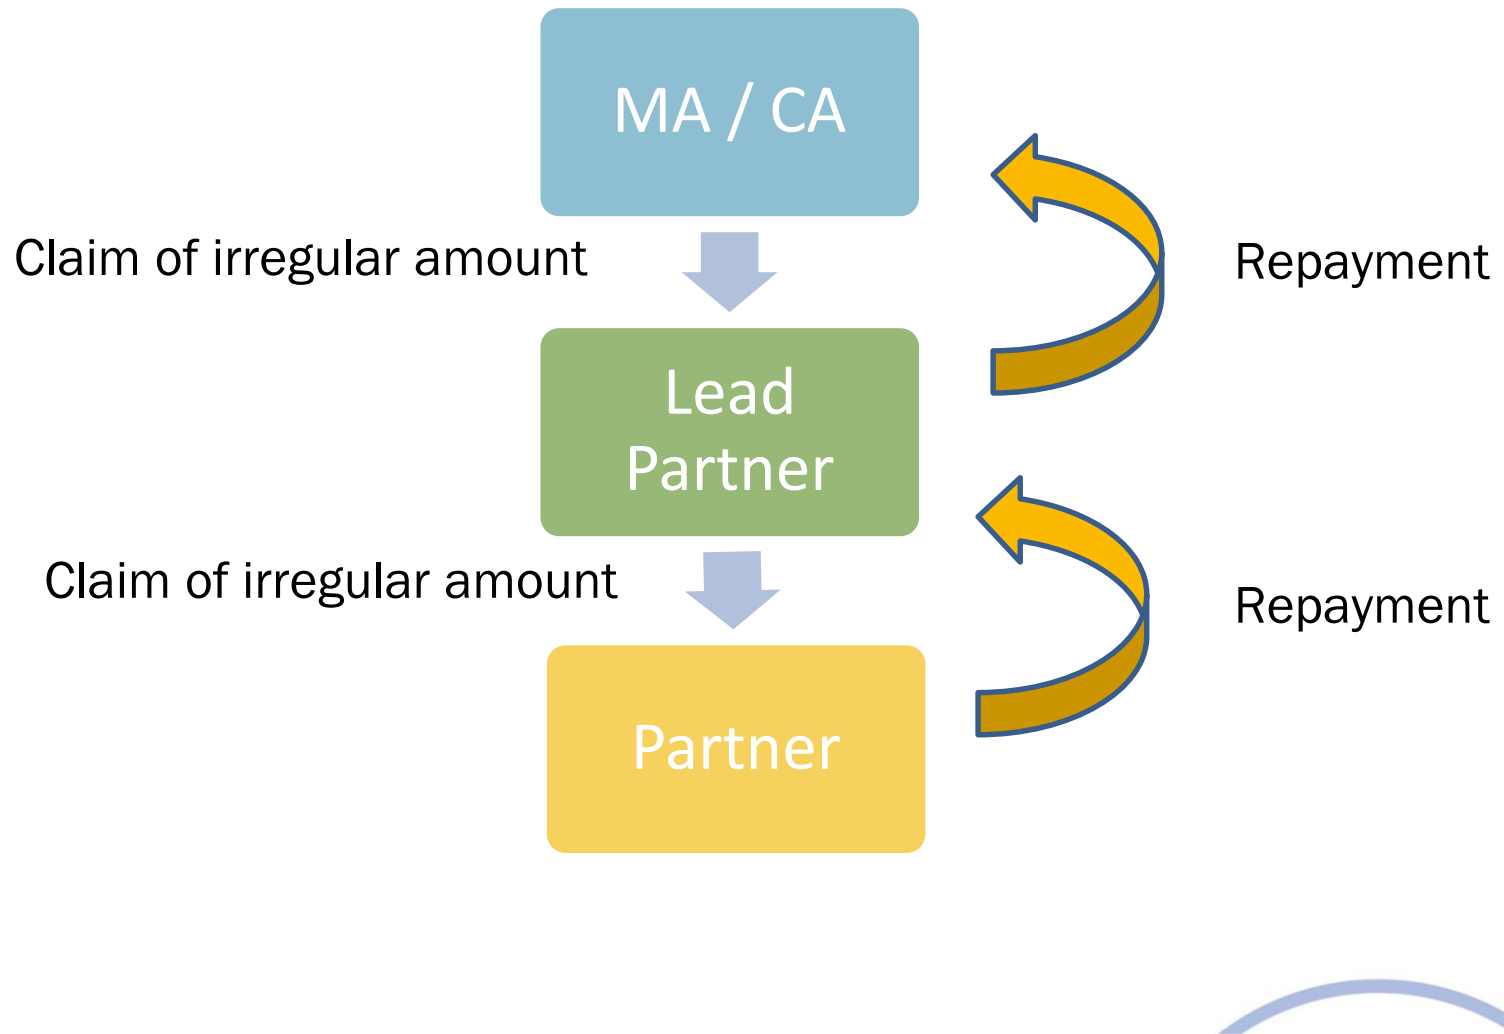 MA / CA
Claim of irregular amount
Repayment
Lead
Partner
Claim of irregular amount
Repayment
Partner